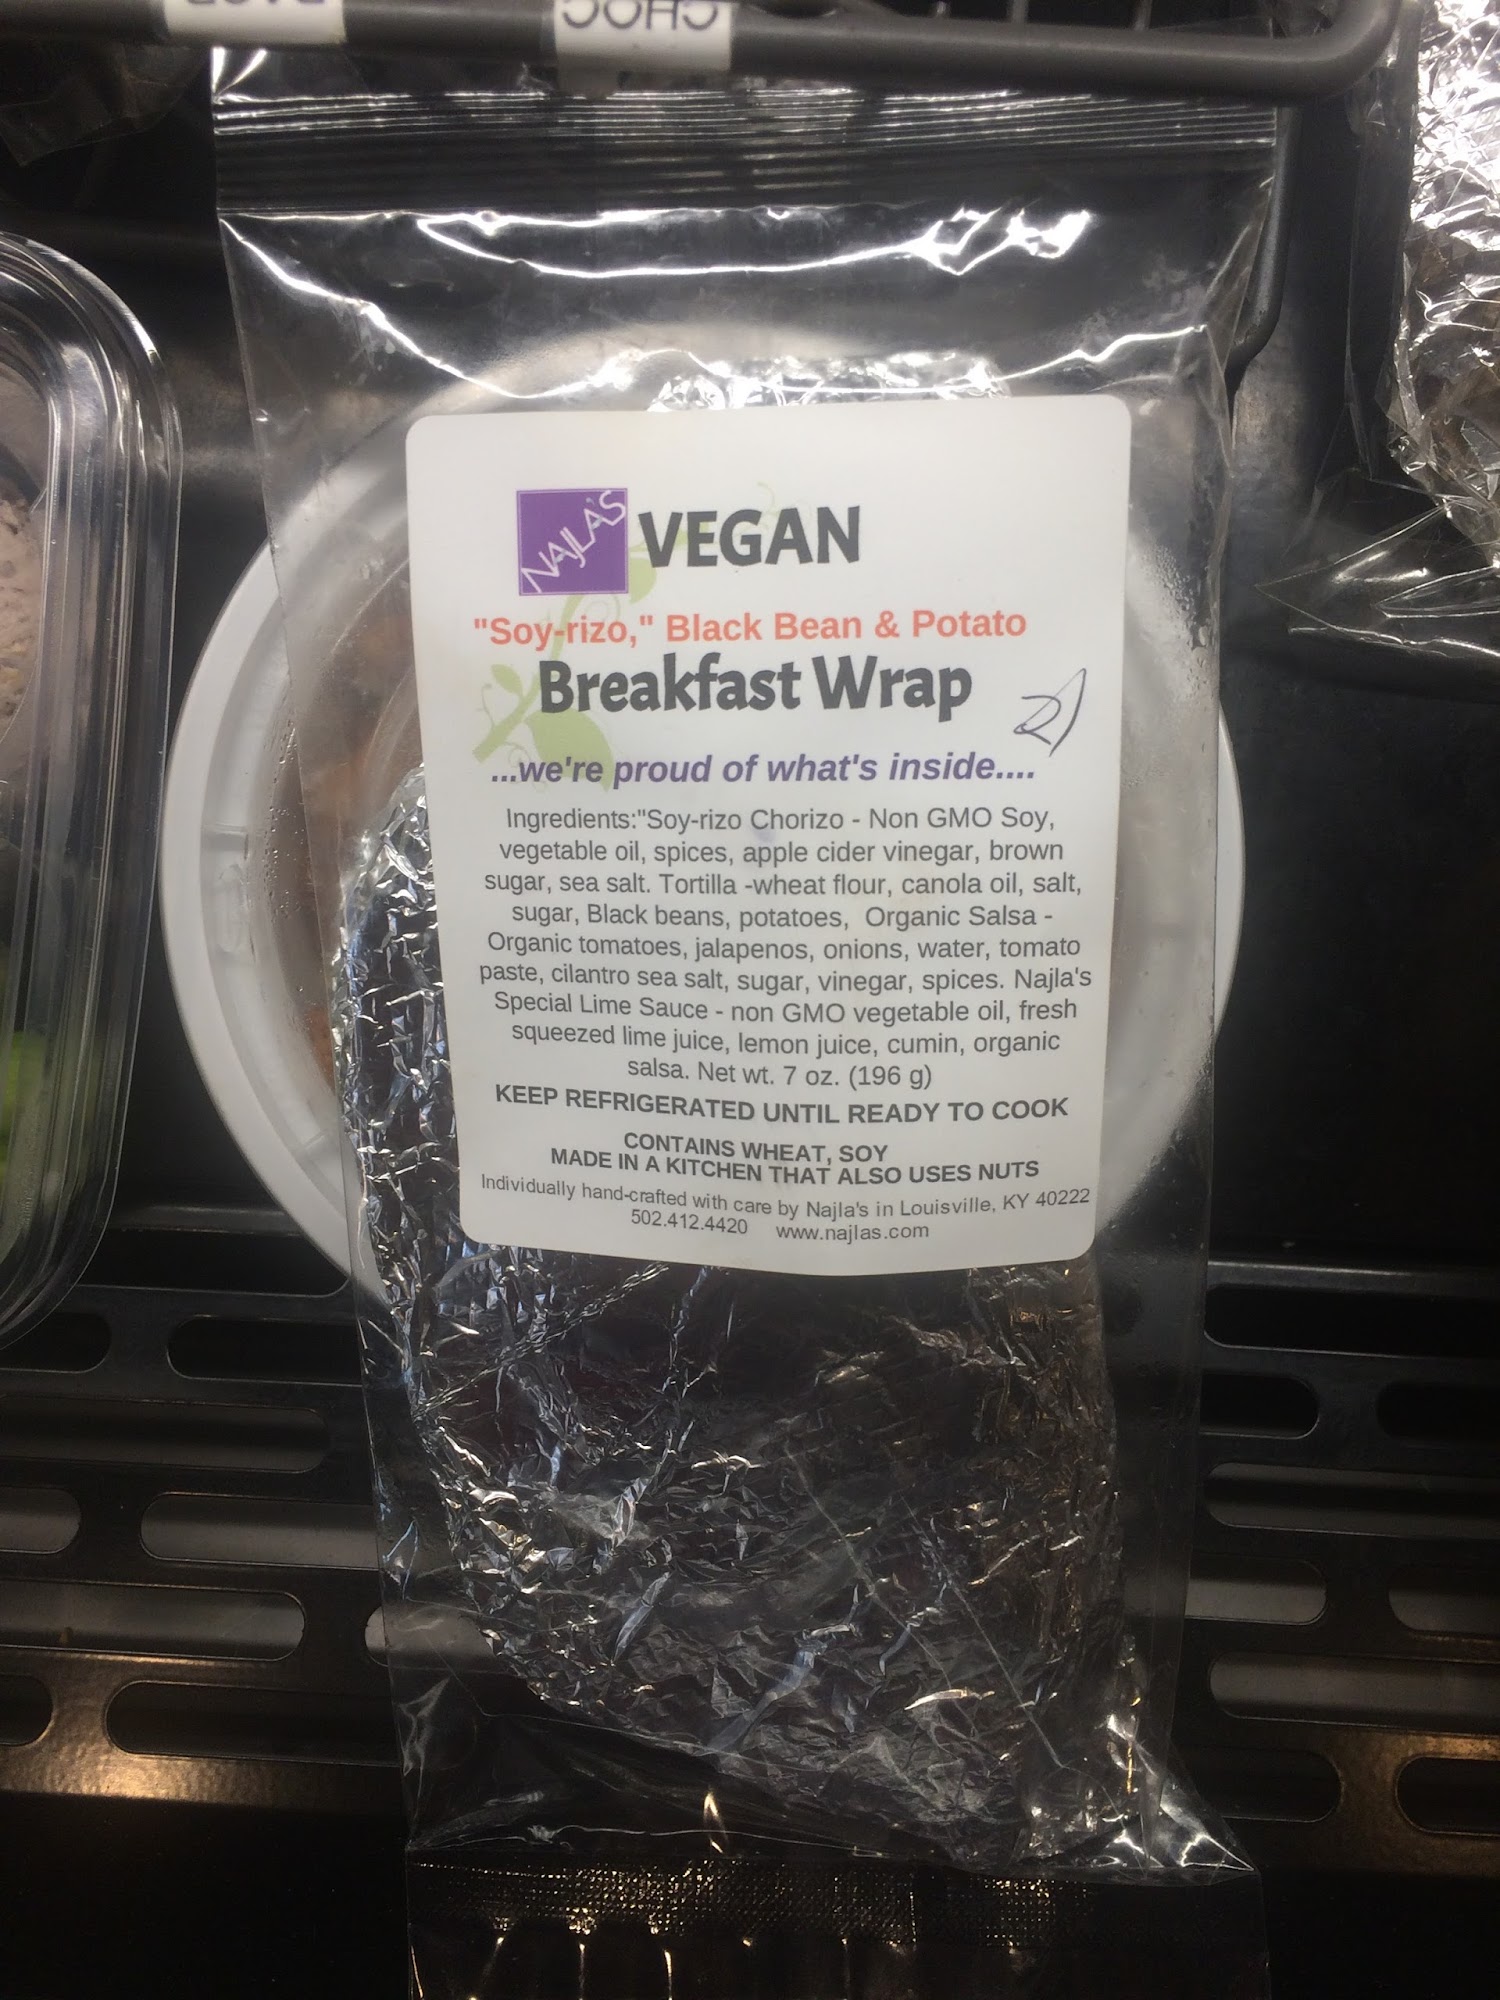 NAJLA'S VEGAN
"Soy-rizo," Black Bean & Potato
Breakfast Wrap
...we're proud of what's inside....
Ingredients:"Soy-rizo Chorizo - Non GMO Soy,
vegetable oil, spices, apple cider vinegar, brown
sugar, sea salt. Tortilla -wheat flour, canola oil, salt,
sugar, Black beans, potatoes, Organic Salsa -
Organic tomatoes, jalapenos, onions, water, tomato
paste, cilantro sea salt, sugar, vinegar, spices. Najla's
Special Lime Sauce - non GMO vegetable oil, fresh
squeezed lime juice, lemon juice, cumin, organic
salsa. Net wt. 7 oz. (196 g)
KEEP REFRIGERATED UNTIL READY TO COOK
CONTAINS WHEAT, SOY
MADE IN A KITCHEN THAT ALSO USES NUTS
Individually hand-crafted with care by Najla's in Louisville, KY 40222
502.412.4420 www.najlas.com